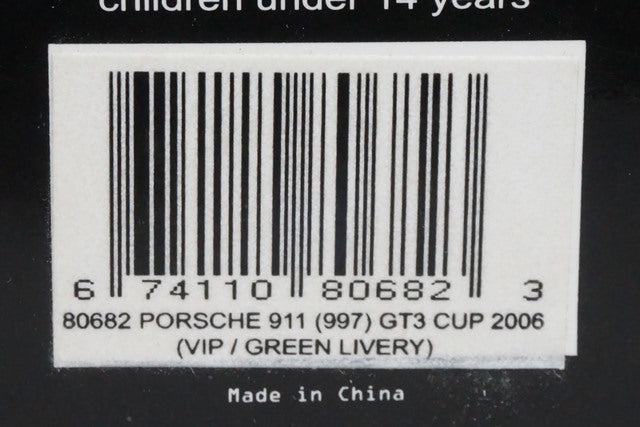 children under 14 years
6 74110 80682 3
80682 PORSCHE 911 (997) GT3 CUP 2006
(VIP / GREEN LIVERY)
Made in China